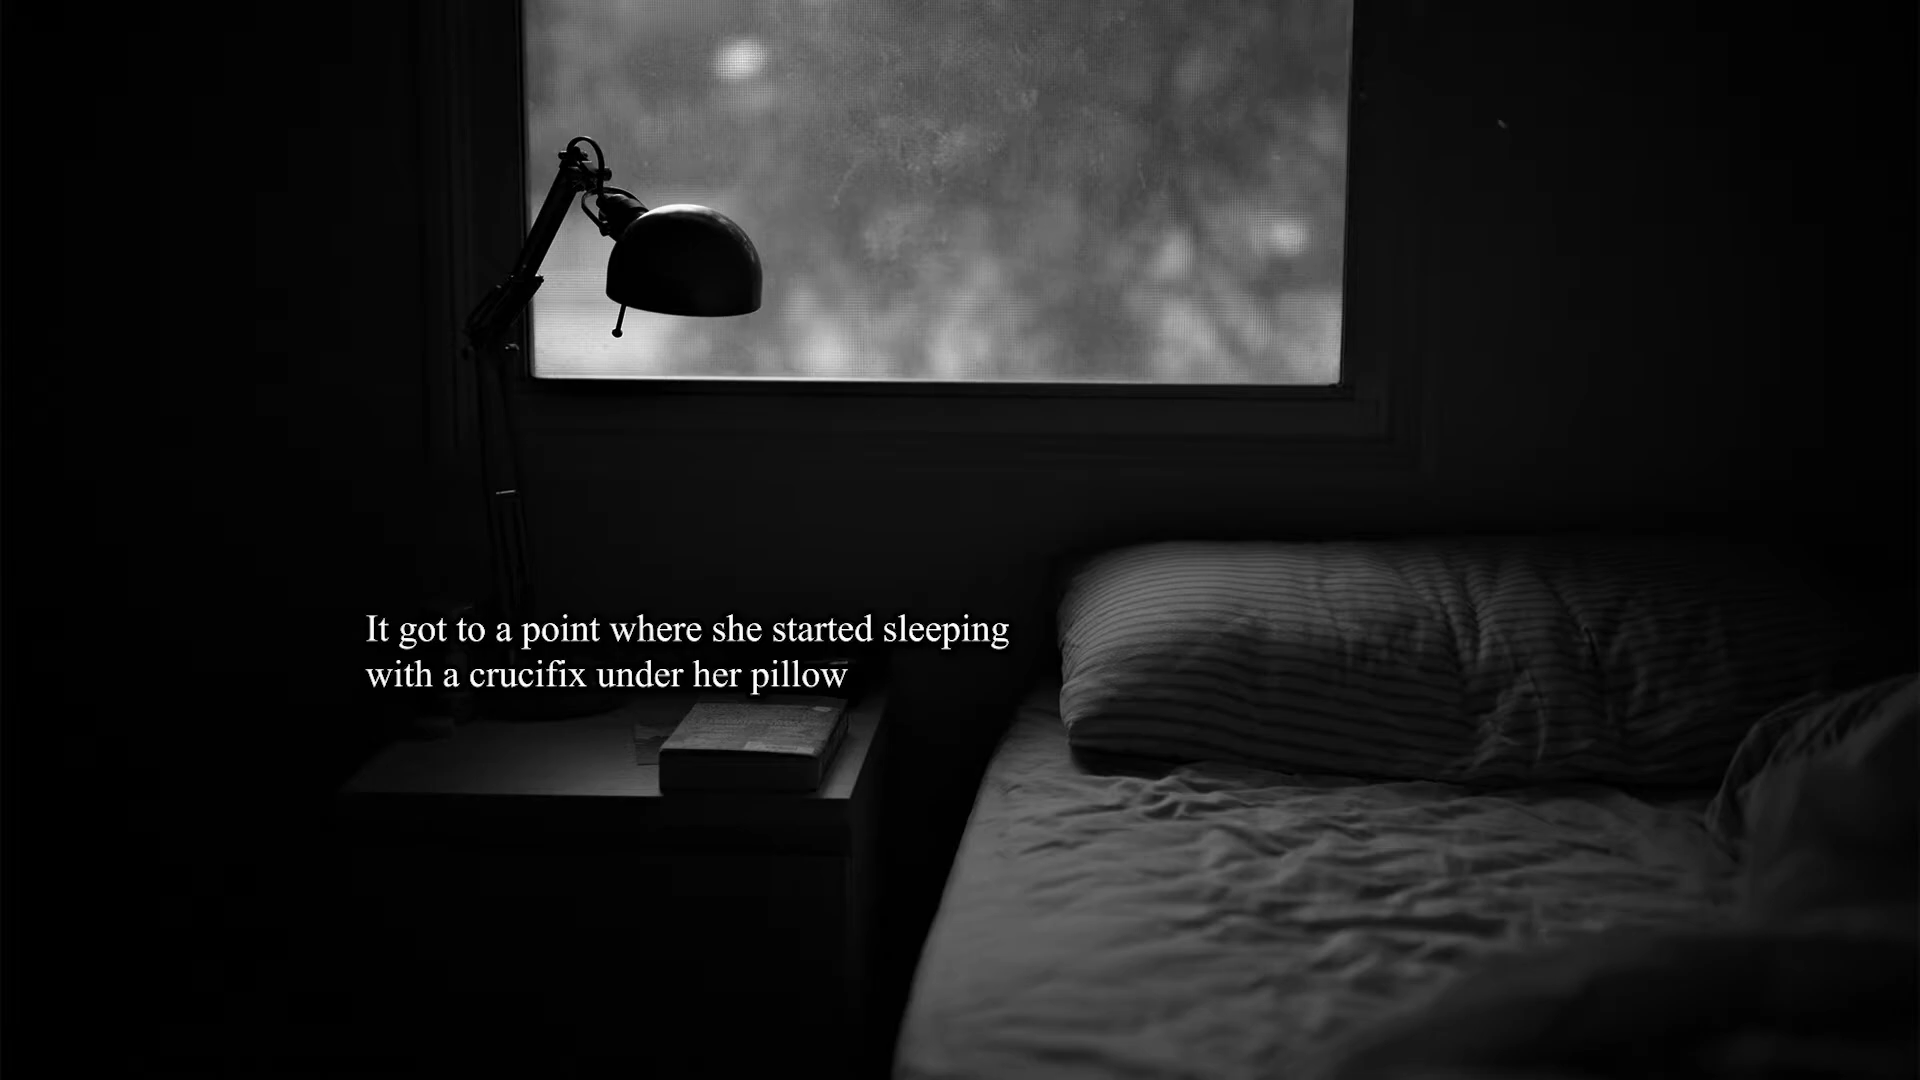 It got to a point where she started sleeping
with a crucifix under her pillow